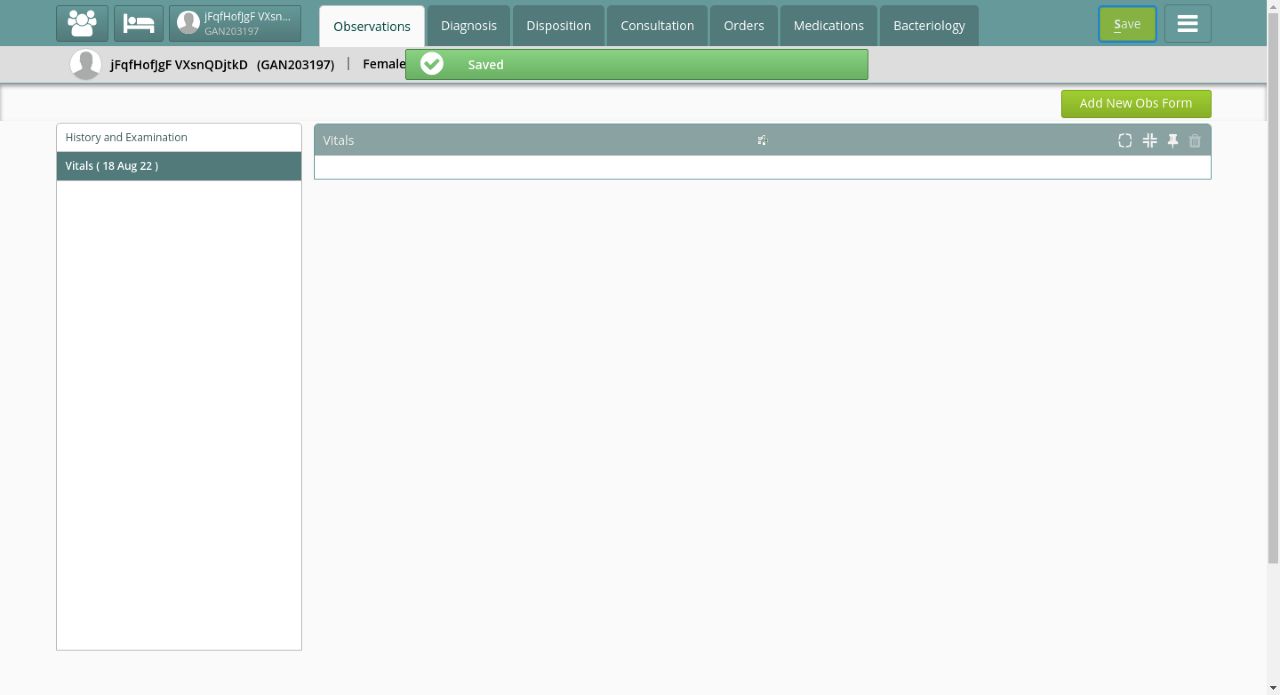 jFqfHofJgF VXsn...
GAN203197
Observations
Diagnosis
Disposition
Consultation
Orders
Medications
Bacteriology
Save
jFqfHofJgF VXsnQDjtkD (GAN203197) | Female
Saved
Add New Obs Form
History and Examination
Vitals ( 18 Aug 22 )
Vitals